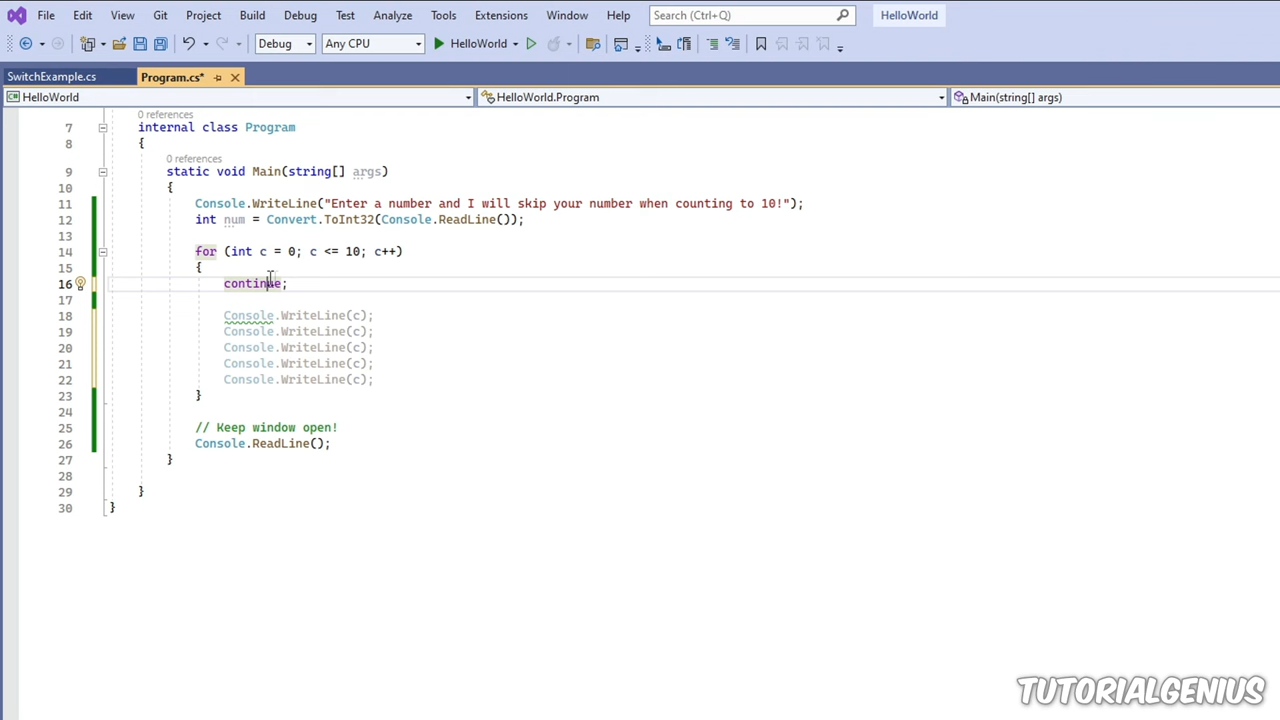 File Edit View Git Project Build Debug Test Analyze Tools Extensions Window Help Search (Ctrl+Q) HelloWorld
Debug Any CPU HelloWorld
SwitchExample.cs Program.cs*
HelloWorld HelloWorld.Program Main(string[] args)
0 references
7 internal class Program
8 {
0 references
9 static void Main(string[] args)
10 {
11 Console.WriteLine("Enter a number and I will skip your number when counting to 10!");
12 int num = Convert.ToInt32(Console.ReadLine());
13
14 for (int c = 0; c <= 10; c++)
15 {
16 continue;
17
18 Console.WriteLine(c);
19 Console.WriteLine(c);
20 Console.WriteLine(c);
21 Console.WriteLine(c);
22 Console.WriteLine(c);
23 }
24
25 // Keep window open!
26 Console.ReadLine();
27 }
28
29 }
30 }
TUTORIALGENIUS